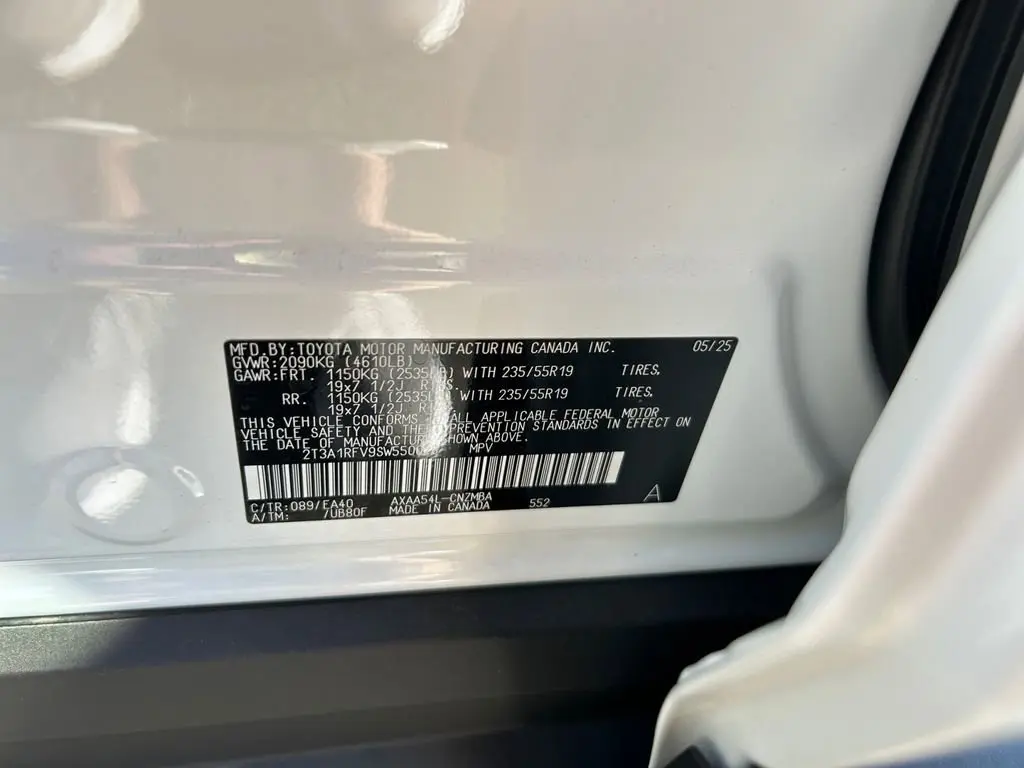 MFD.BY:TOYOTA MOTOR MANUFACTURING CANADA INC. 05/25
GVWR:2090KG (4610LB)
GAWR:FRT. 1150KG WITH 235/55R19 TIRES.
19x7 1/2J
RR. 1150KG WITH 235/55R19 TIRES.
19x7 1/2J
THIS VEHICLE CONFORMS ALL APPLICABLE FEDERAL MOTOR
VEHICLE SAFETY AND PREVENTION STANDARDS IN EFFECT ON
THE DATE OF MANUFACTURE SHOWN ABOVE.
MPV
C/TR:089/EA40 AXAA54L-CNZMBA 552 A
A/TM: /UB80F MADE IN CANADA